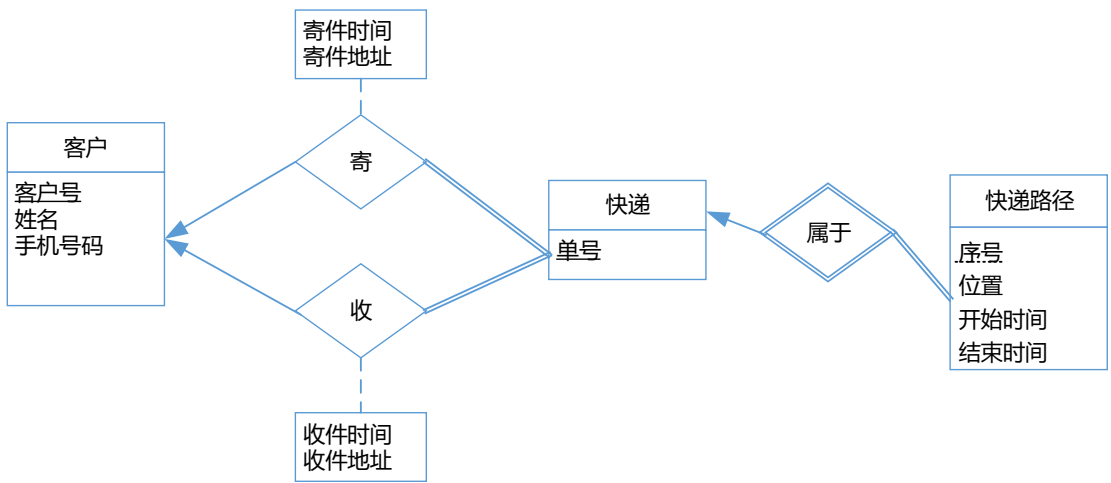 寄件时间
寄件地址
客户
客户号
姓名
手机号码
寄
收
收件时间
收件地址
快递
单号
属于
快递路径
序号
位置
开始时间
结束时间